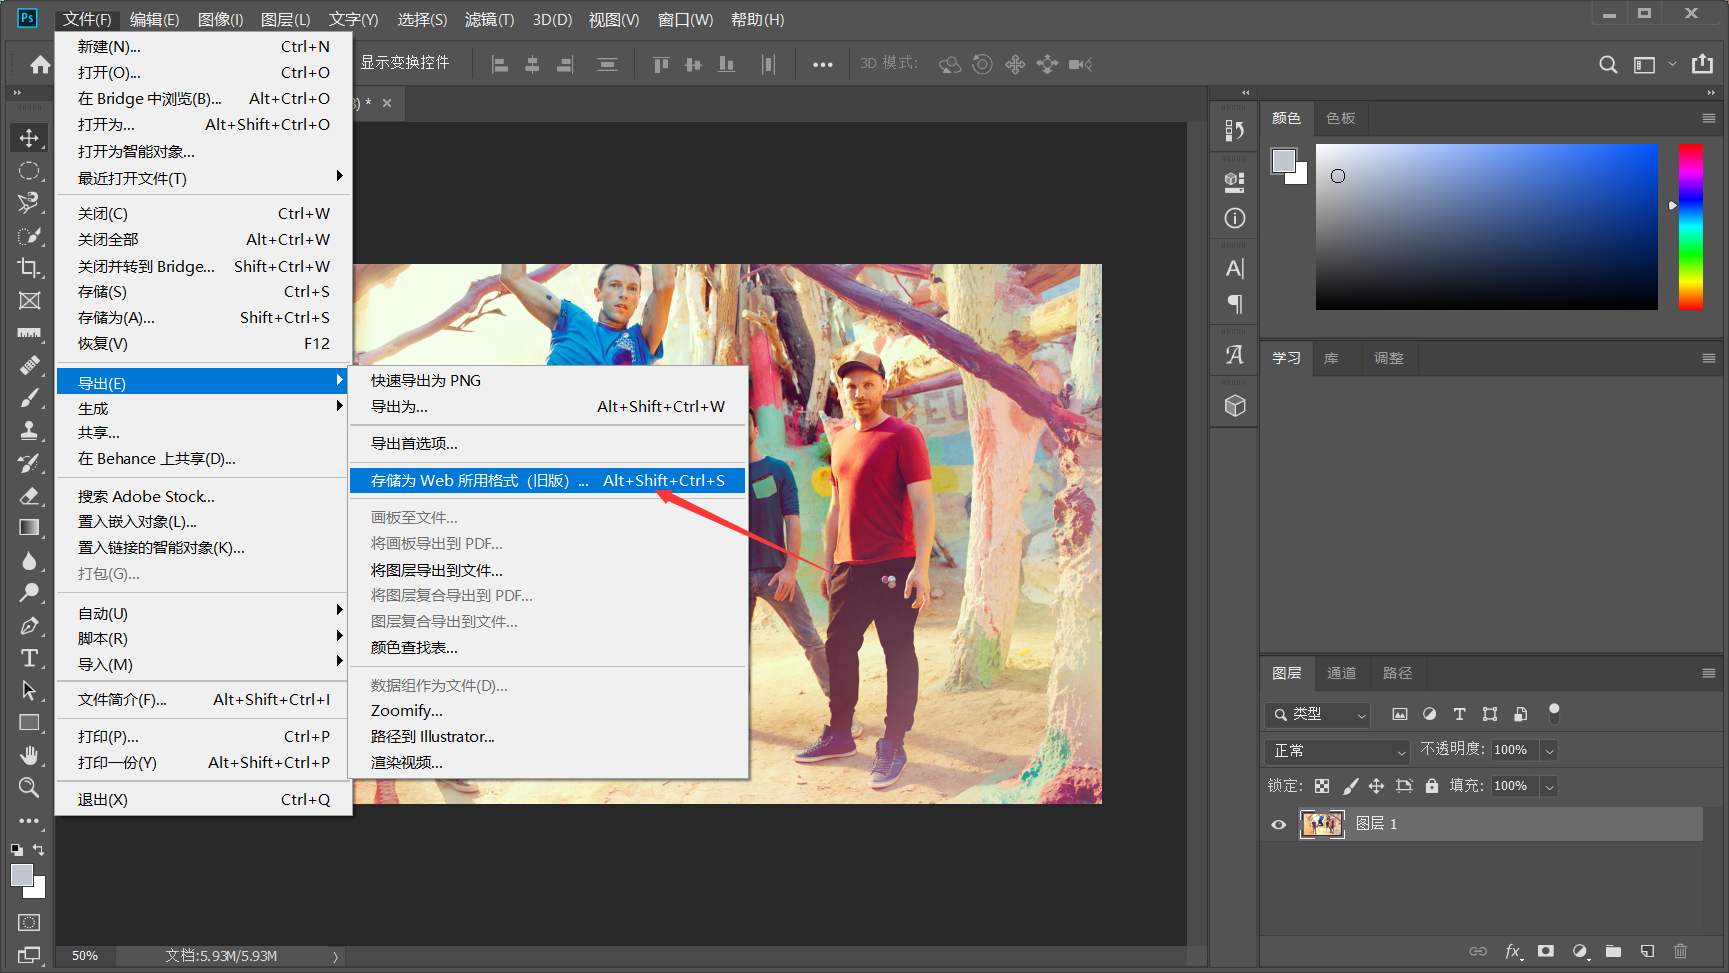 Ps 文件(F) 编辑(E) 图像(I) 图层(L) 文字(Y) 选择(S) 滤镜(T) 3D(D) 视图(V) 窗口(W) 帮助(H)
显示变换控件 3D 模式:
) *
新建(N)... Ctrl+N
打开(O)... Ctrl+O
在 Bridge 中浏览(B)... Alt+Ctrl+O
打开为... Alt+Shift+Ctrl+O
打开为智能对象...
最近打开文件(T)
关闭(C) Ctrl+W
关闭全部 Alt+Ctrl+W
关闭并转到 Bridge... Shift+Ctrl+W
存储(S) Ctrl+S
存储为(A)... Shift+Ctrl+S
恢复(V) F12
导出(E)
生成
共享...
在 Behance 上共享(D)...
搜索 Adobe Stock...
置入嵌入对象(L)...
置入链接的智能对象(K)...
打包(G)...
自动(U)
脚本(R)
导入(M)
文件简介(F)... Alt+Shift+Ctrl+I
打印(P)... Ctrl+P
打印一份(Y) Alt+Shift+Ctrl+P
退出(X) Ctrl+Q
快速导出为 PNG
导出为... Alt+Shift+Ctrl+W
导出首选项...
存储为 Web 所用格式（旧版）... Alt+Shift+Ctrl+S
画板至文件...
将画板导出到 PDF...
将图层导出到文件...
将图层复合导出到 PDF...
图层复合导出到文件...
颜色查找表...
数据组作为文件(D)...
Zoomify...
路径到 Illustrator...
渲染视频...
颜色 色板
学习 库 调整
图层 通道 路径
类型
正常 不透明度: 100%
锁定: 填充: 100%
图层 1
50% 文档:5.93M/5.93M